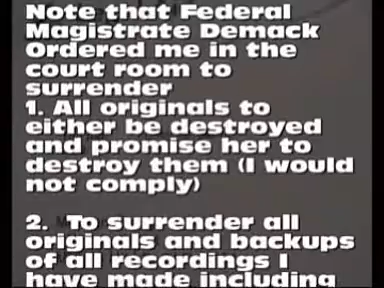 Note that Federal
Magistrate Demack
Ordered me in the
court room to
surrender
1. All originals to
either be destroyed
and promise her to
destroy them (I would
not comply)
2. To surrender all
originals and backups
of all recordings I
have made including